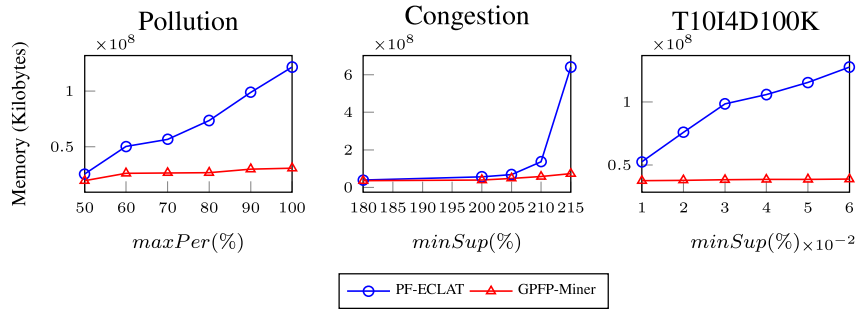 Pollution
Congestion
T10I4D100K
×10^8
×10^8
×10^8
Memory (Kilobytes)
1
0.5
50 60 70 80 90 100
maxPer(%)
6
4
2
0
180 185 190 195 200 205 210 215
minSup(%)
1
0.5
1 2 3 4 5 6
minSup(%)×10^−2
PF-ECLAT GPFP-Miner